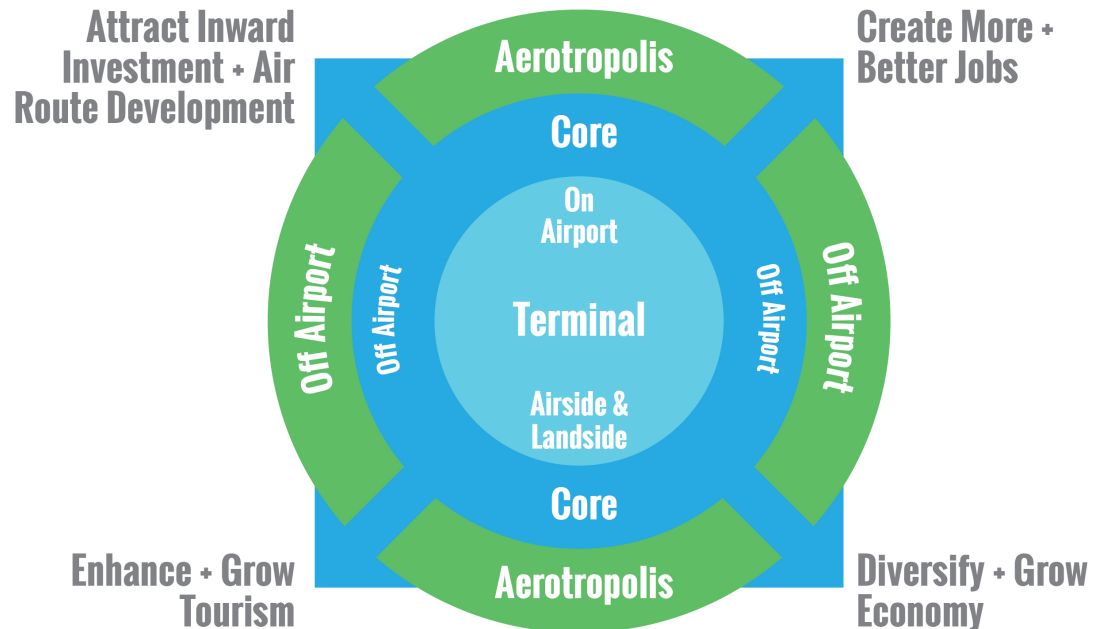 Attract Inward
Investment + Air
Route Development
Create More +
Better Jobs
Aerotropolis
Core
On
Airport
Off Airport
Off Airport
Terminal
Off Airport
Off Airport
Airside &
Landside
Core
Aerotropolis
Enhance + Grow
Tourism
Diversify + Grow
Economy